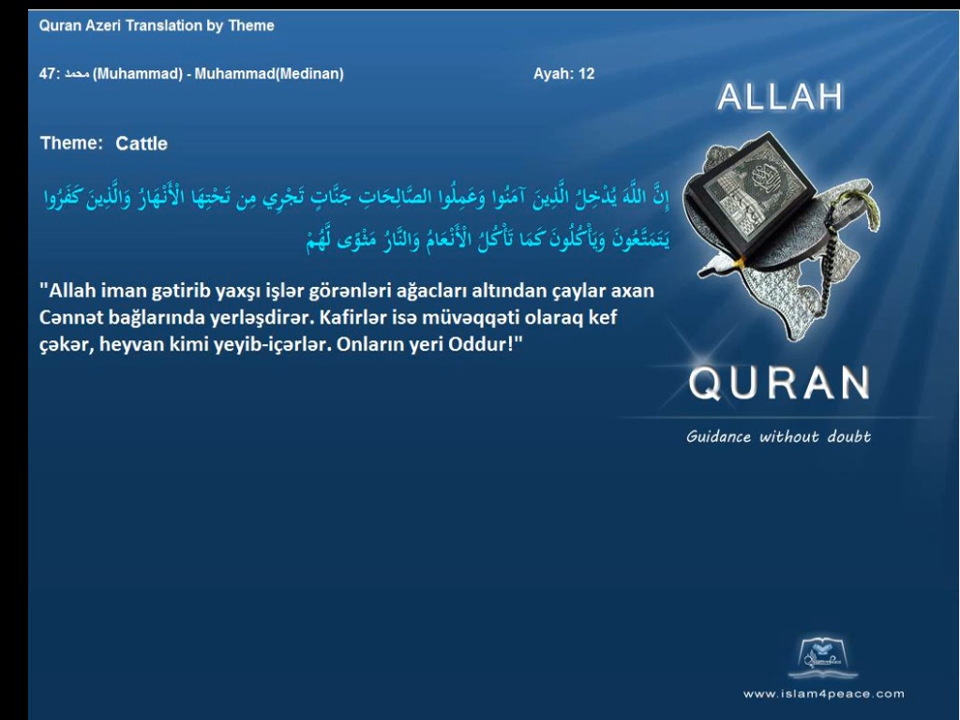 Quran Azeri Translation by Theme
47: محمد (Muhammad) - Muhammad(Medinan) Ayah: 12
ALLAH
Theme: Cattle
إِنَّ اللَّهَ يُدْخِلُ الَّذِينَ آمَنُوا وَعَمِلُوا الصَّالِحَاتِ جَنَّاتٍ تَجْرِي مِن تَحْتِهَا الْأَنْهَارُ وَالَّذِينَ كَفَرُوا
يَتَمَتَّعُونَ وَيَأْكُلُونَ كَمَا تَأْكُلُ الْأَنْعَامُ وَالنَّارُ مَثْوًى لَّهُمْ
"Allah iman gətirib yaxşı işlər görənləri ağacları altından çaylar axan
Cənnət bağlarında yerləşdirər. Kafirlər isə müvəqqəti olaraq kef
çəkər, heyvan kimi yeyib-içərlər. Onların yeri Oddur!"
QURAN
Guidance without doubt
www.islam4peace.com